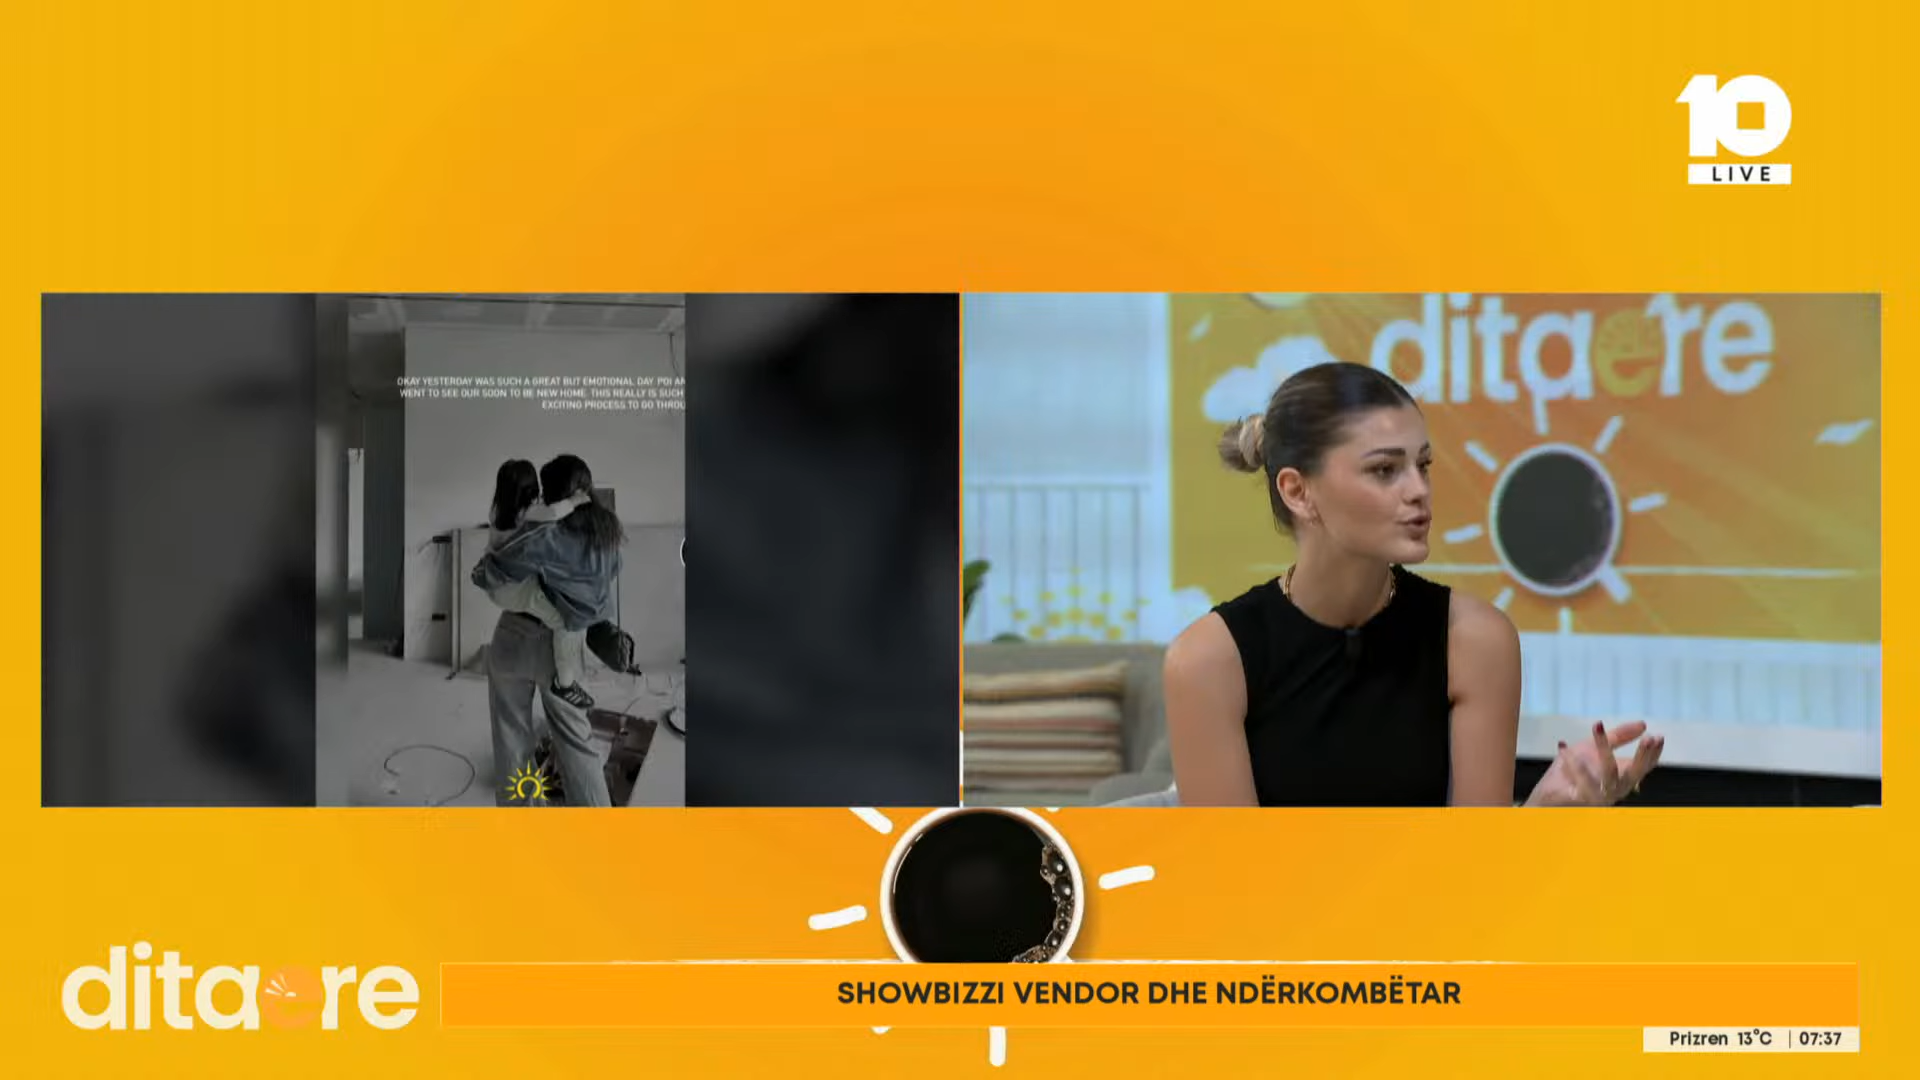 10
LIVE
OKAY YESTERDAY WAS SUCH A GREAT BUT EMOTIONAL DAY. POI AN
WENT TO SEE OUR SOON TO BE NEW HOME. THIS REALLY IS SUCH
EXCITING PROCESS TO GO THROU
ditaere
ditaere
SHOWBIZZI VENDOR DHE NDËRKOMBËTAR
Prizren 13°C | 07:37